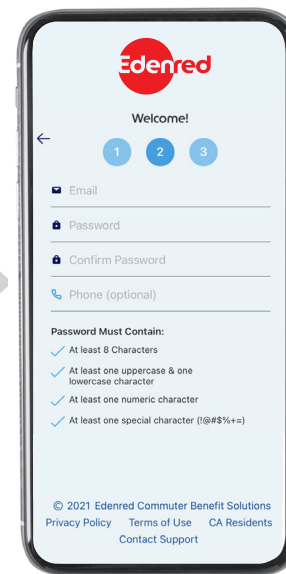 Edenred
Welcome!
1 2 3
Email
Password
Confirm Password
Phone (optional)
Password Must Contain:
At least 8 Characters
At least one uppercase & one
lowercase character
At least one numeric character
At least one special character (!@#$%+=)
© 2021 Edenred Commuter Benefit Solutions
Privacy Policy Terms of Use CA Residents
Contact Support